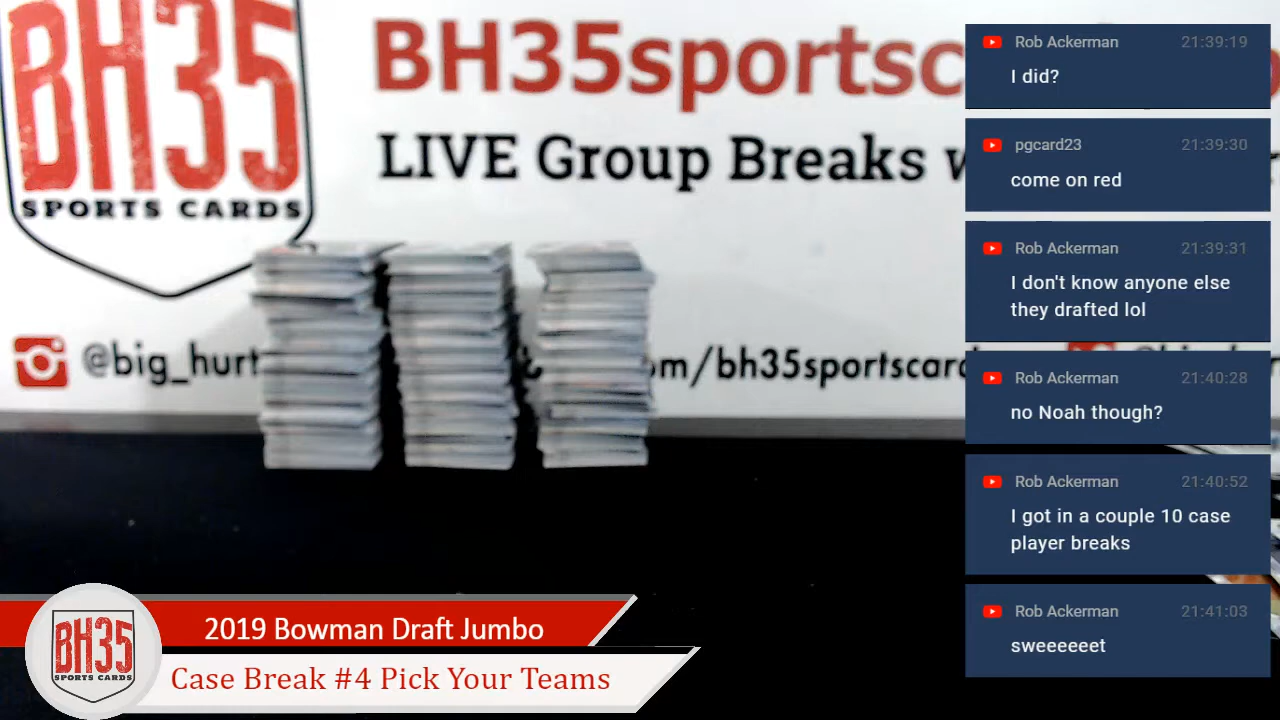 BH35
SPORTS CARDS
BH35sportsc
LIVE Group Breaks
@big_hurt
om/bh35sportscard
Rob Ackerman 21:39:19
I did?
pgcard23 21:39:30
come on red
Rob Ackerman 21:39:31
I don't know anyone else
they drafted lol
Rob Ackerman 21:40:28
no Noah though?
Rob Ackerman 21:40:52
I got in a couple 10 case
player breaks
Rob Ackerman 21:41:03
sweeeeeet
BH35
SPORTS CARDS
2019 Bowman Draft Jumbo
Case Break #4 Pick Your Teams